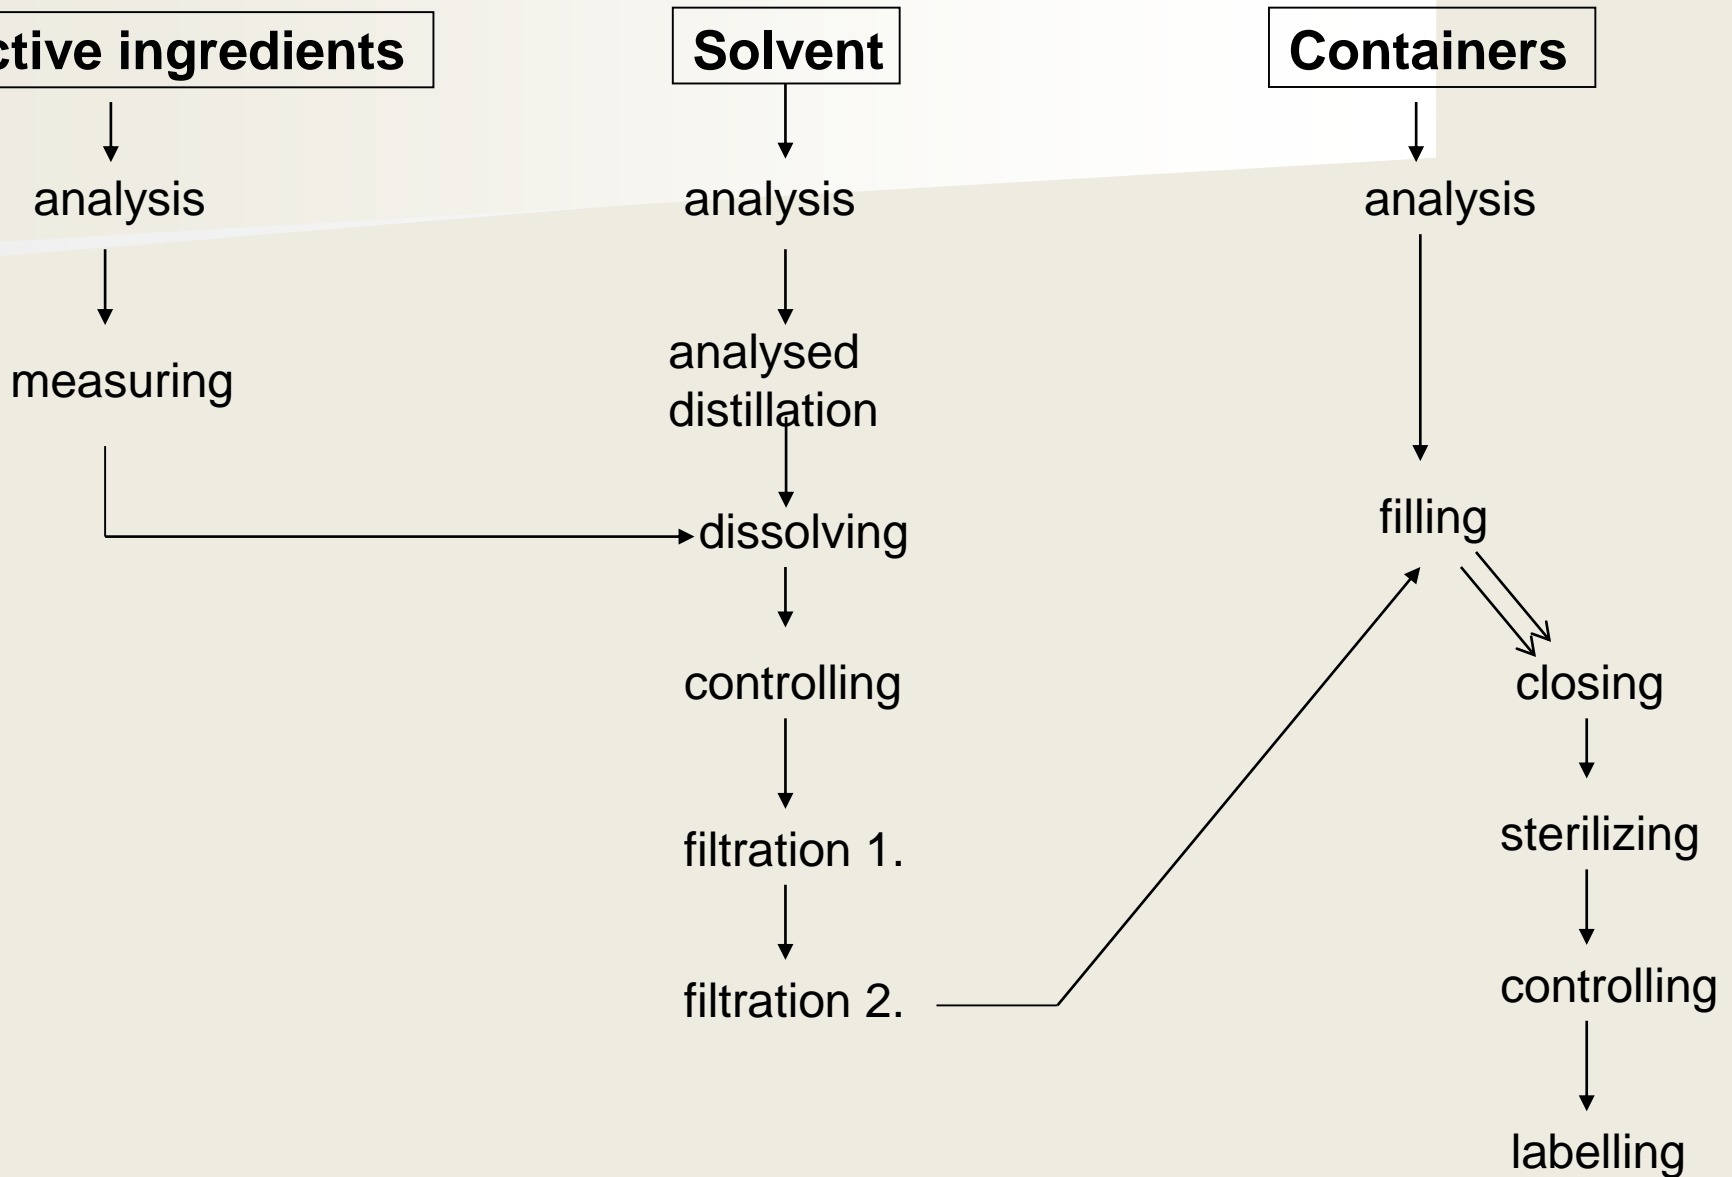 ctive ingredients
analysis
measuring
Solvent
analysis
analysed
distillation
dissolving
controlling
filtration 1.
filtration 2.
Containers
analysis
filling
closing
sterilizing
controlling
labelling